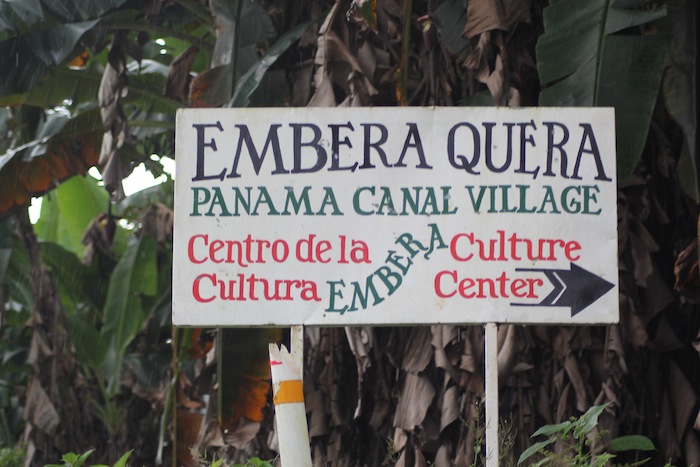 EMBERA QUERA
PANAMA CANAL VILLAGE
Centro de la Culture
Cultura EMBERA Center